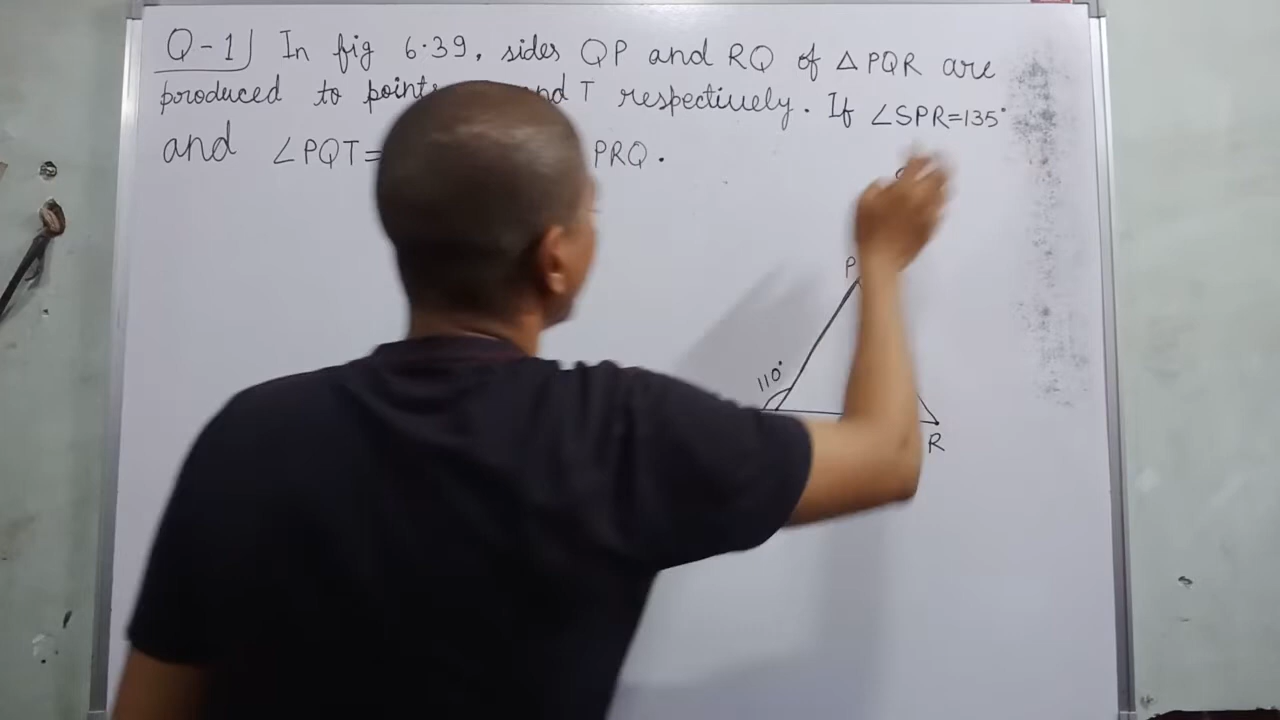 Q-1 In fig 6.39, sides QP and RQ of △PQR are
produced to points nd T respectively. If ∠SPR=135°
and ∠PQT= PRQ.
P
110°
R